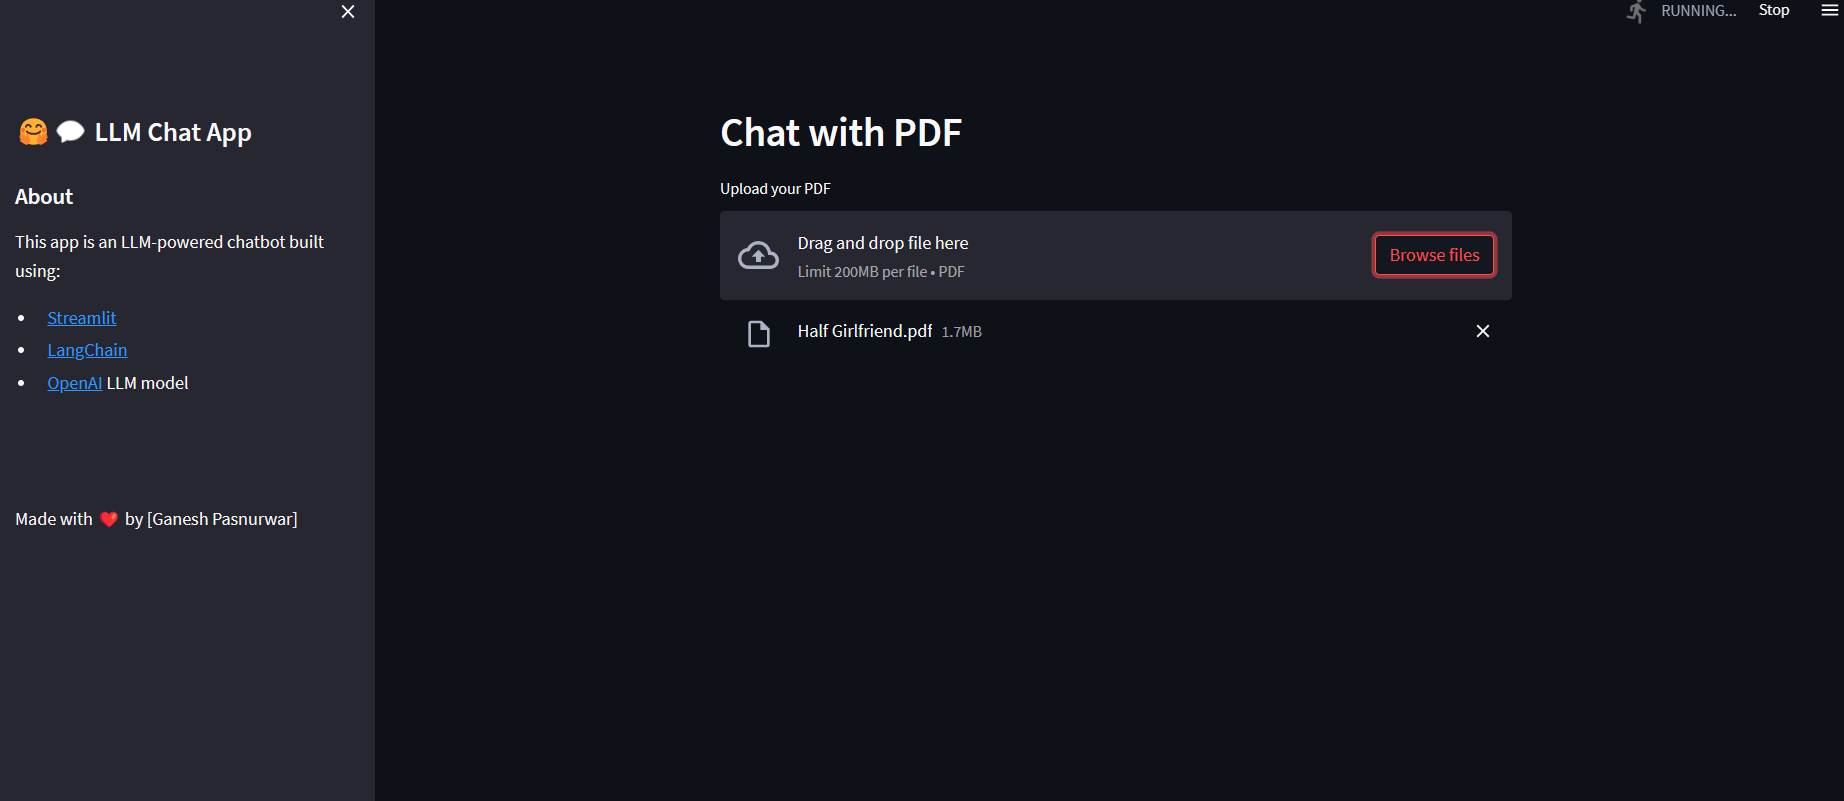 RUNNING...
Stop
LLM Chat App
About
This app is an LLM-powered chatbot built
using:
Streamlit
LangChain
OpenAI LLM model
Made with ❤️ by [Ganesh Pasnurwar]
Chat with PDF
Upload your PDF
Drag and drop file here
Limit 200MB per file • PDF
Browse files
Half Girlfriend.pdf 1.7MB